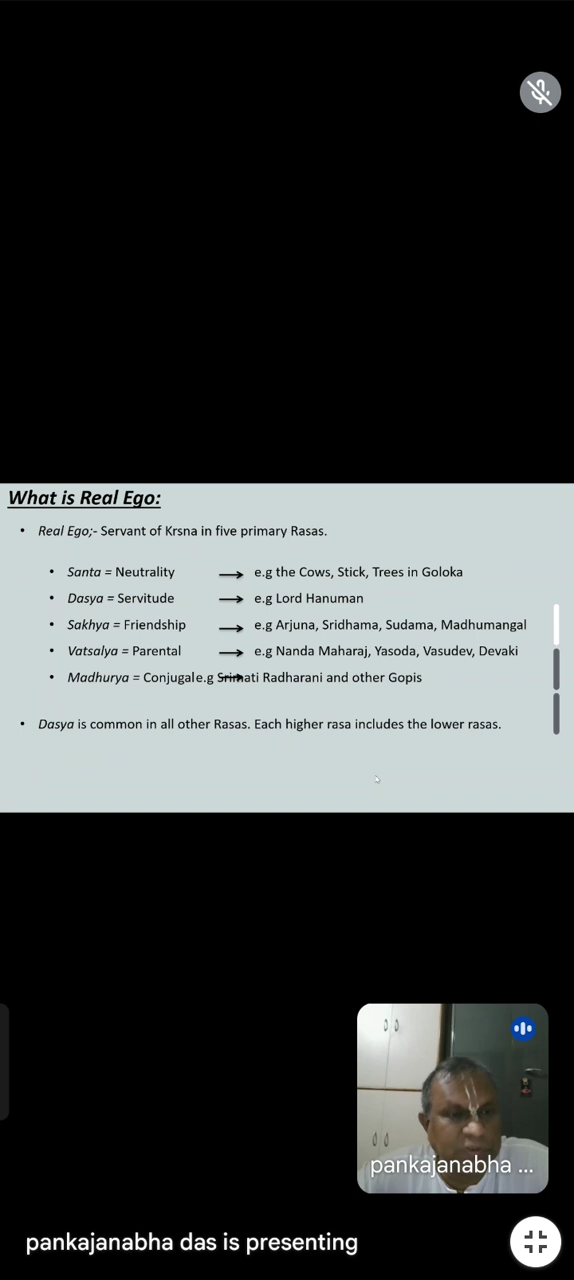 What is Real Ego:
• Real Ego;- Servant of Krsna in five primary Rasas.
• Santa = Neutrality → e.g the Cows, Stick, Trees in Goloka
• Dasya = Servitude → e.g Lord Hanuman
• Sakhya = Friendship → e.g Arjuna, Sridhama, Sudama, Madhumangal
• Vatsalya = Parental → e.g Nanda Maharaj, Yasoda, Vasudev, Devaki
• Madhurya = Conjugale.g Srimati Radharani and other Gopis
• Dasya is common in all other Rasas. Each higher rasa includes the lower rasas.
pankajanabha ...
pankajanabha das is presenting